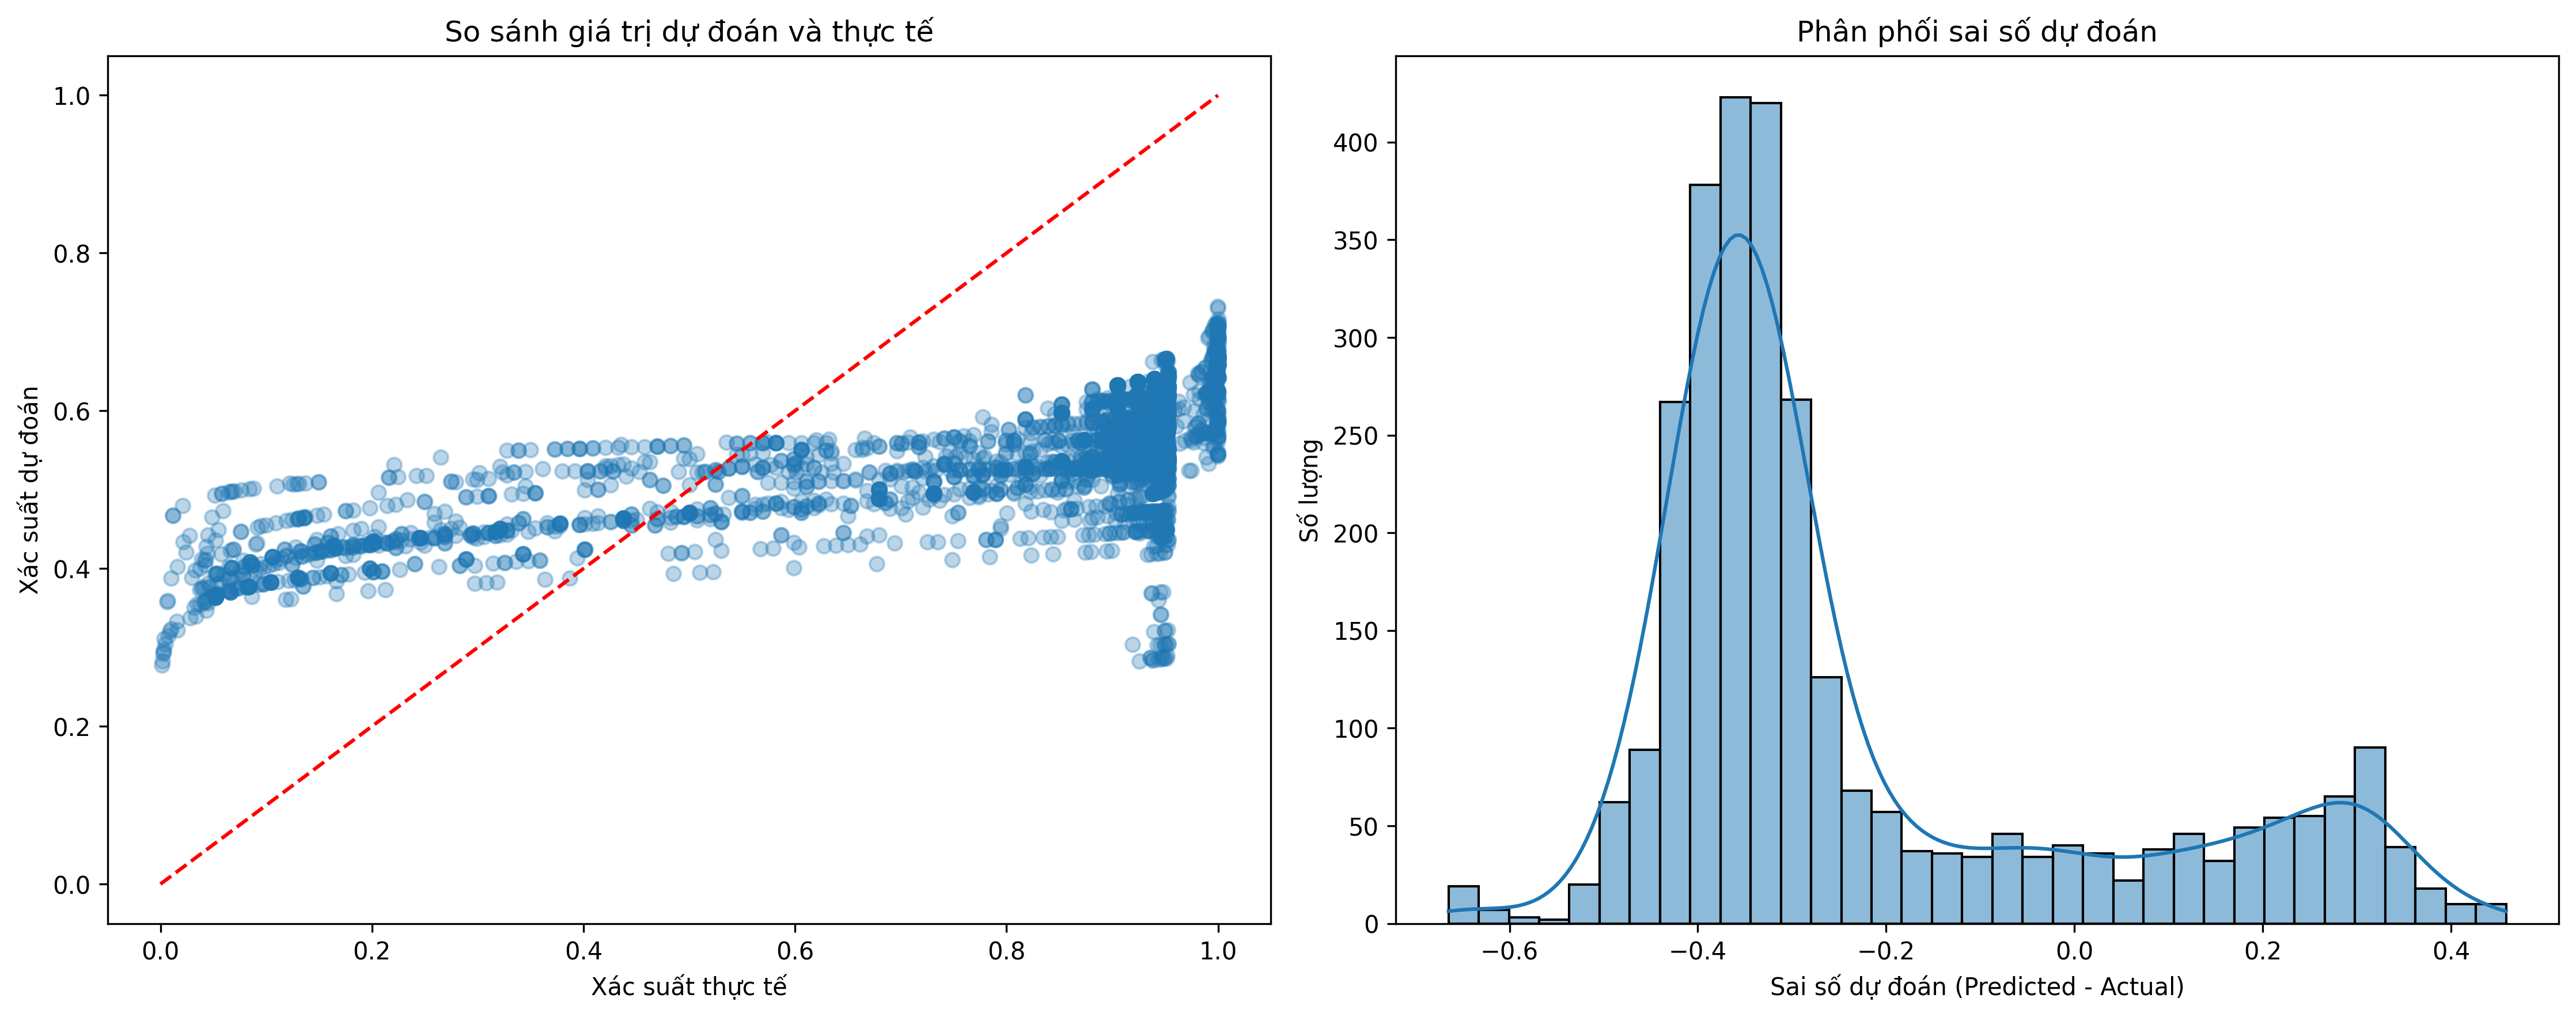 So sánh giá trị dự đoán và thực tế
1.0
0.8
0.6
0.4
0.2
0.0
Xác suất dự đoán
0.0 0.2 0.4 0.6 0.8 1.0
Xác suất thực tế
Phân phối sai số dự đoán
400
350
300
250
200
150
100
50
0
Số lượng
−0.6 −0.4 −0.2 0.0 0.2 0.4
Sai số dự đoán (Predicted - Actual)